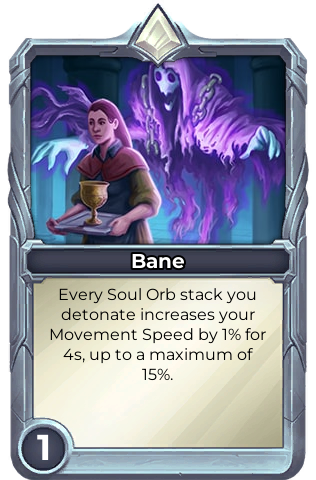 Bane
Every Soul Orb stack you
detonate increases your
Movement Speed by 1% for
4s, up to a maximum of
15%.
1